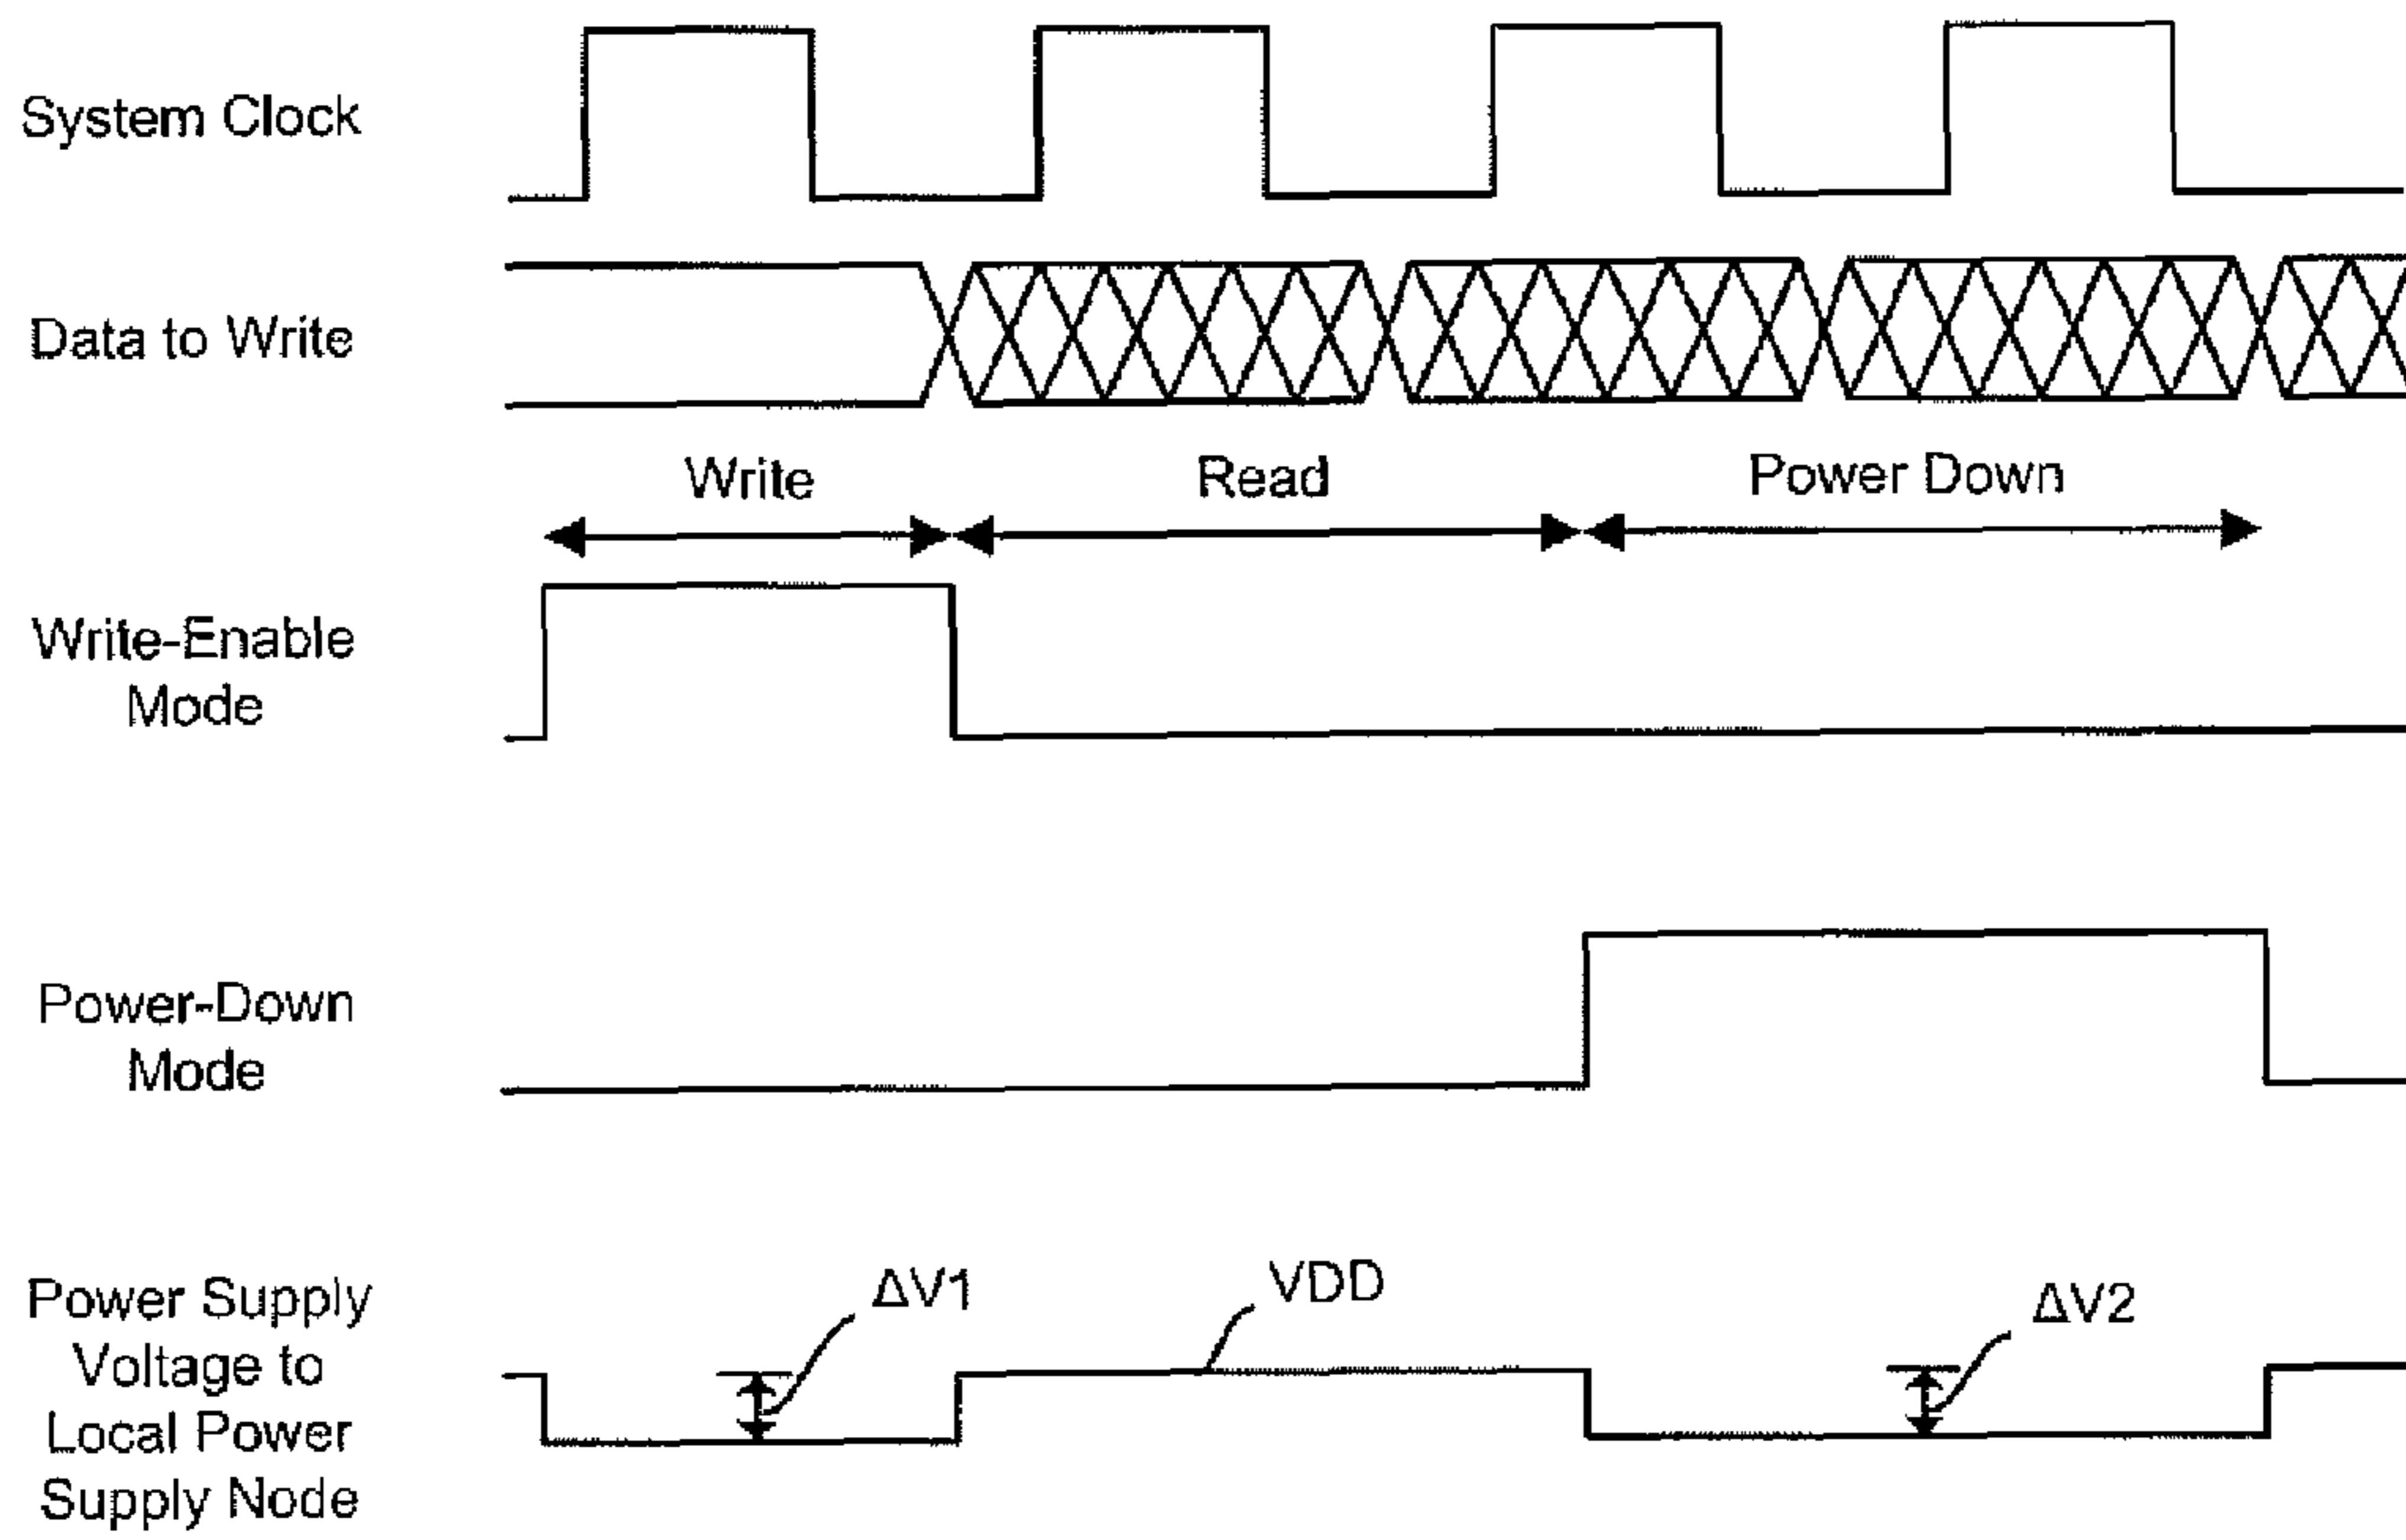 System Clock
Data to Write
Write Read Power Down
Write-Enable
Mode
Power-Down
Mode
ΔV1 VDD ΔV2
Power Supply
Voltage to
Local Power
Supply Node